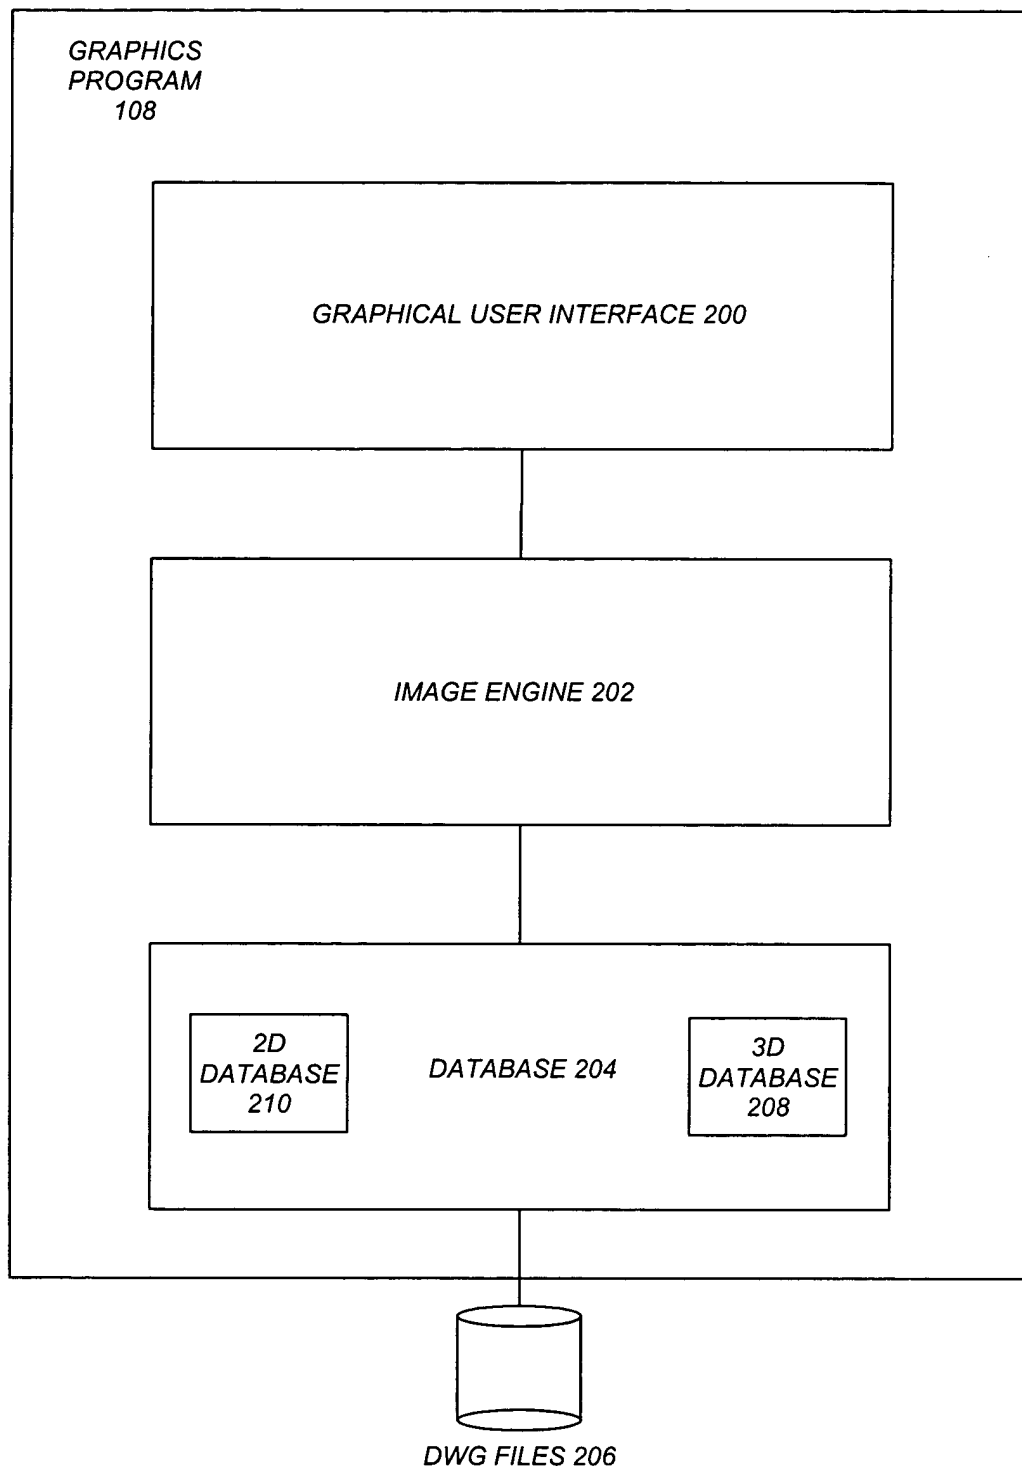 GRAPHICS
PROGRAM
108
GRAPHICAL USER INTERFACE 200
IMAGE ENGINE 202
2D
DATABASE
210
DATABASE 204
3D
DATABASE
208
DWG FILES 206